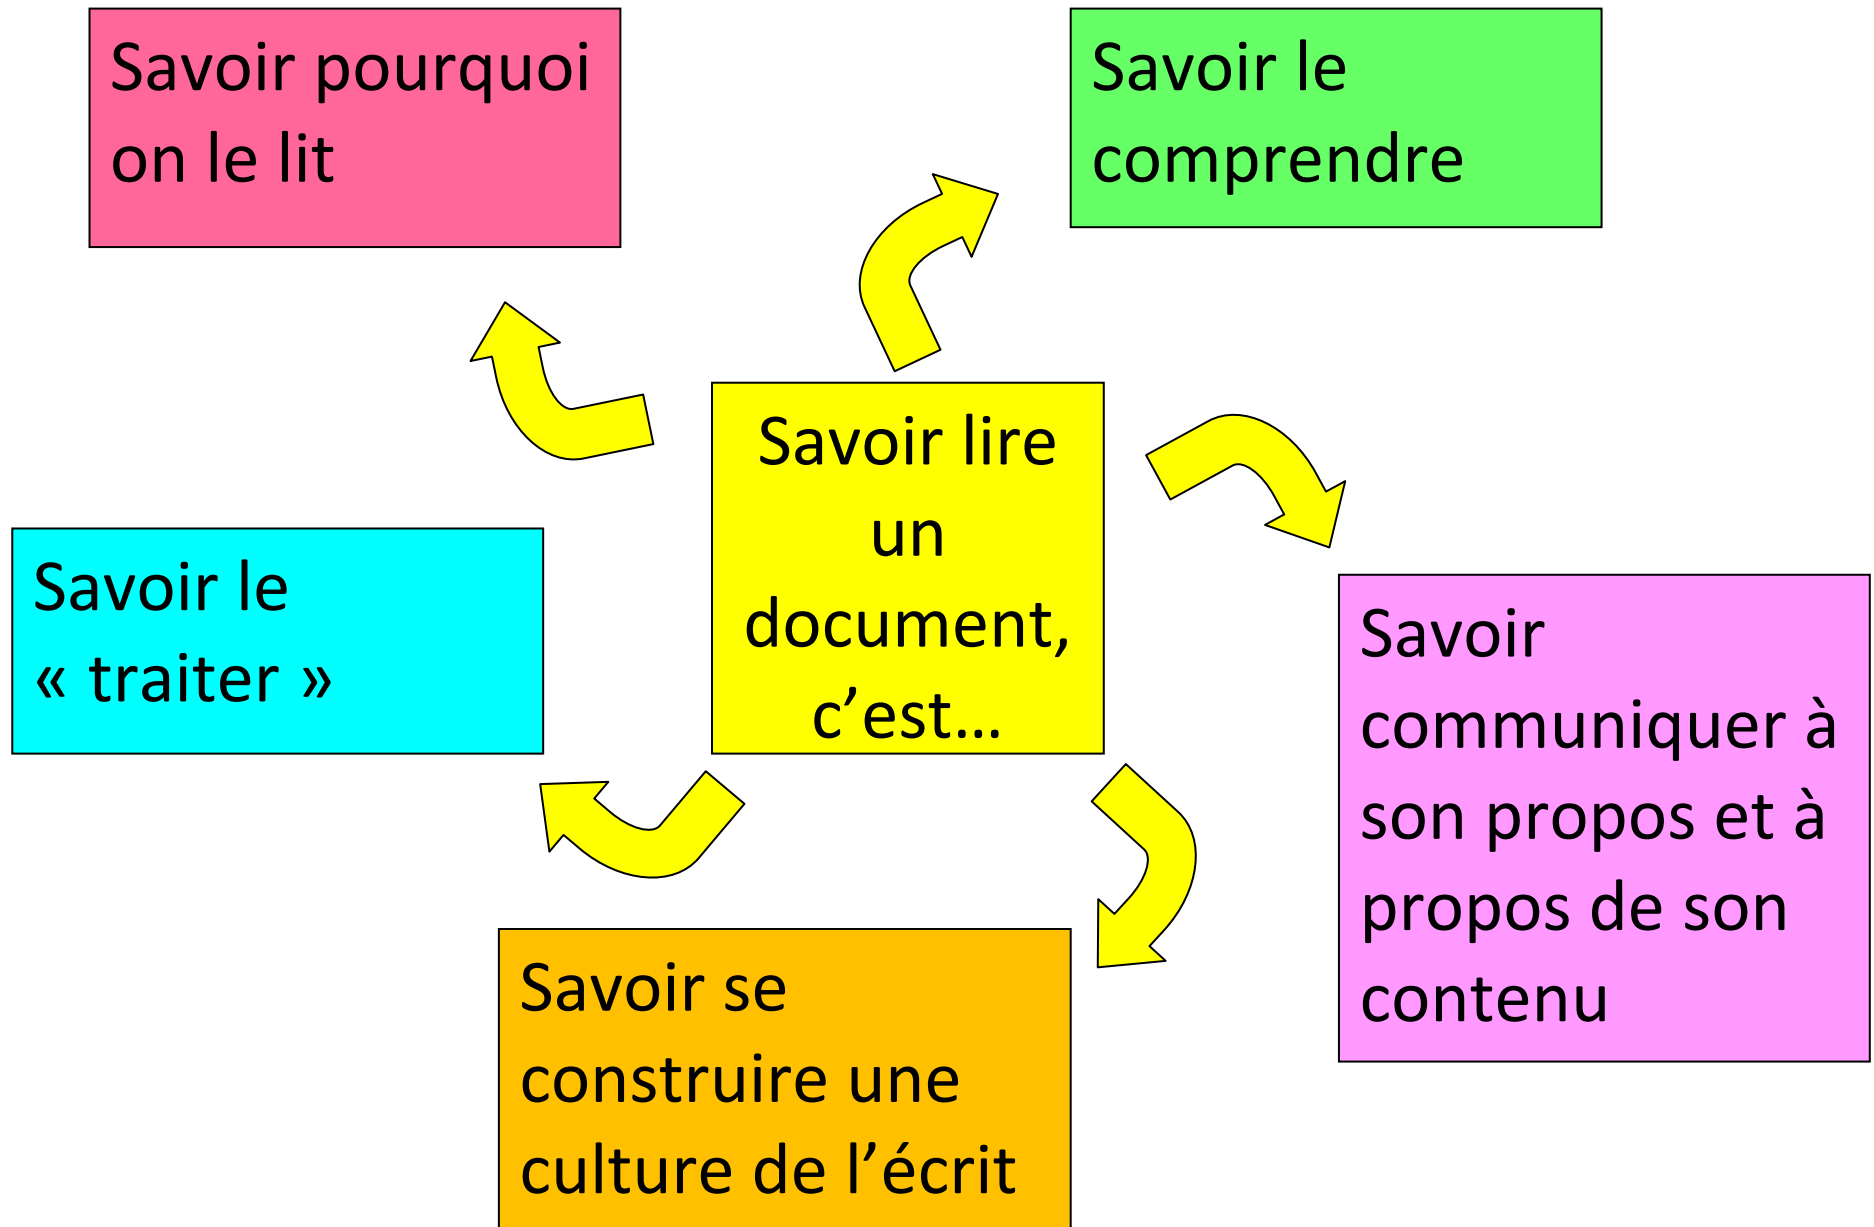 Savoir pourquoi
on le lit
Savoir le
comprendre
Savoir lire
un
document,
c’est…
Savoir le
« traiter »
Savoir
communiquer à
son propos et à
propos de son
contenu
Savoir se
construire une
culture de l’écrit